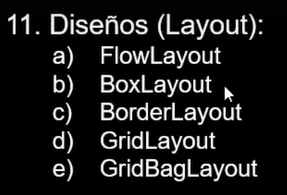 11. Diseños (Layout):
a) FlowLayout
b) BoxLayout
c) BorderLayout
d) GridLayout
e) GridBagLayout